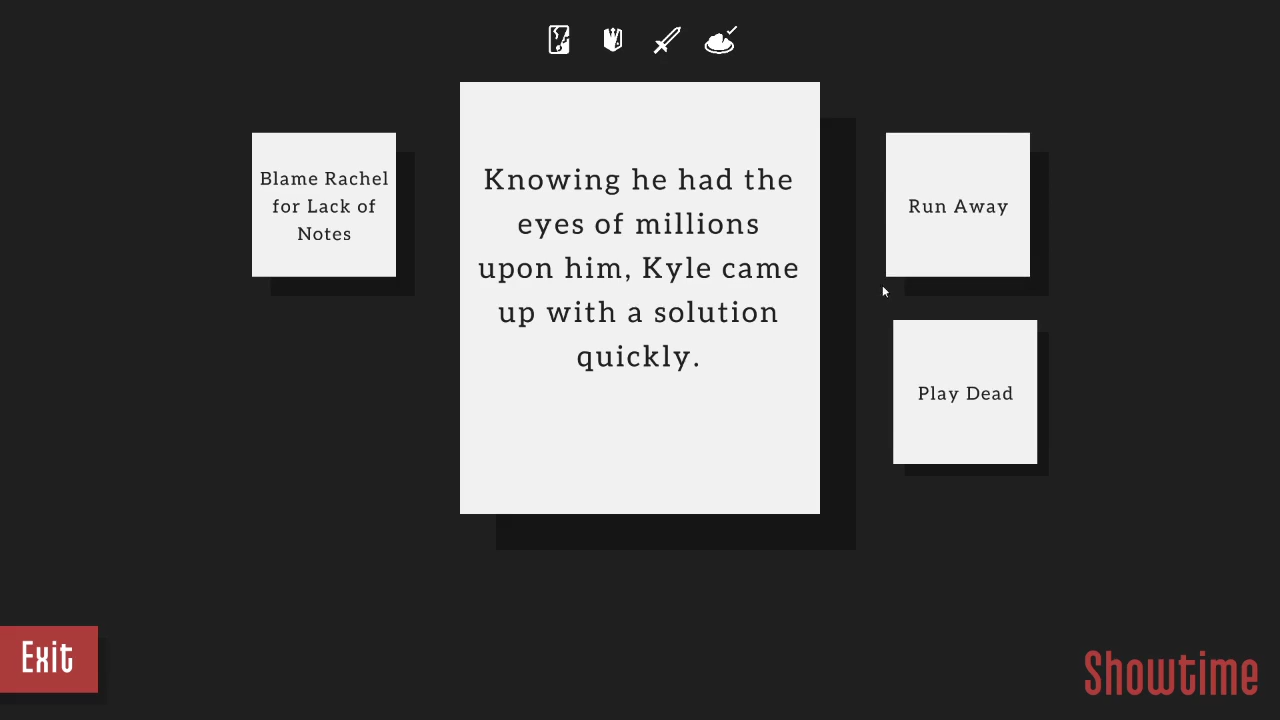 Blame Rachel
for Lack of
Notes
Knowing he had the
eyes of millions
upon him, Kyle came
up with a solution
quickly.
Run Away
Play Dead
Exit
Showtime